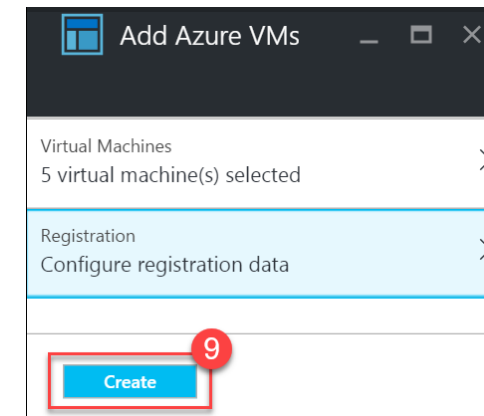 Add Azure VMs
Virtual Machines
5 virtual machine(s) selected
Registration
Configure registration data
9
Create